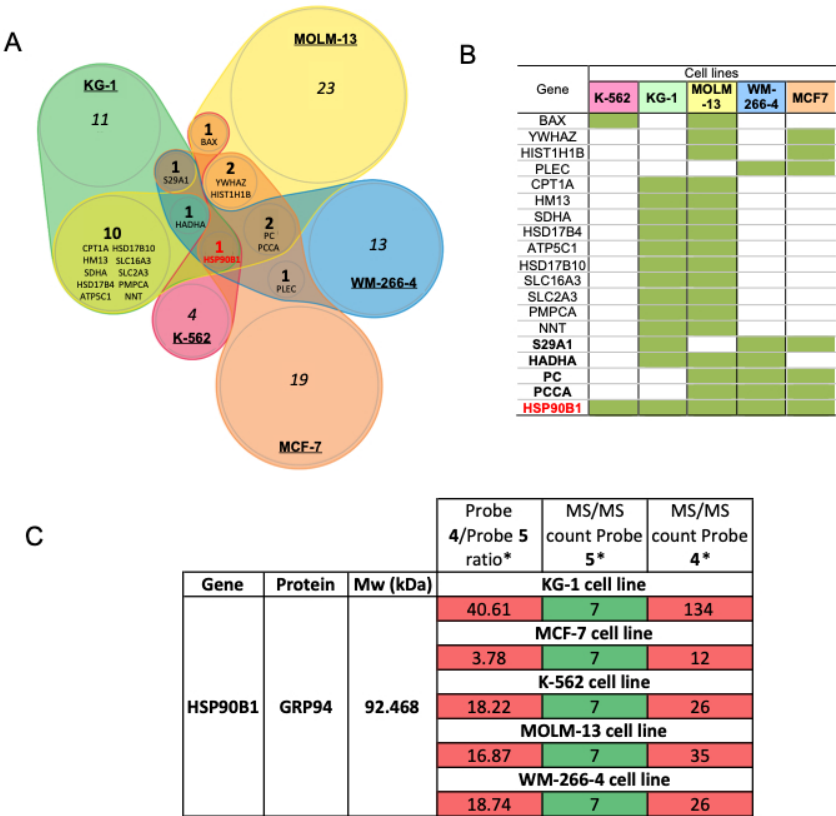 A
MOLM-13
23
KG-1
11
1
BAX
1
S29A1
2
YWHAZ
HIST1H1B
1
HADHA
2
PC
PCCA
1
HSP90B1
10
CPT1A HSD17B10
HM13 SLC16A3
SDHA SLC2A3
HSD17B4 PMPCA
ATP5C1 NNT
13
WM-266-4
1
PLEC
4
K-562
19
MCF-7
B
Gene
Cell lines
K-562 KG-1 MOLM-13 WM-266-4 MCF7
BAX
YWHAZ
HIST1H1B
PLEC
CPT1A
HM13
SDHA
HSD17B4
ATP5C1
HSD17B10
SLC16A3
SLC2A3
PMPCA
NNT
S29A1
HADHA
PC
PCCA
HSP90B1
C
Probe 4/Probe 5 ratio*
MS/MS count Probe 5*
MS/MS count Probe 4*
Gene Protein Mw (kDa)
KG-1 cell line
40.61 7 134
MCF-7 cell line
3.78 7 12
K-562 cell line
HSP90B1 GRP94 92.468
18.22 7 26
MOLM-13 cell line
16.87 7 35
WM-266-4 cell line
18.74 7 26